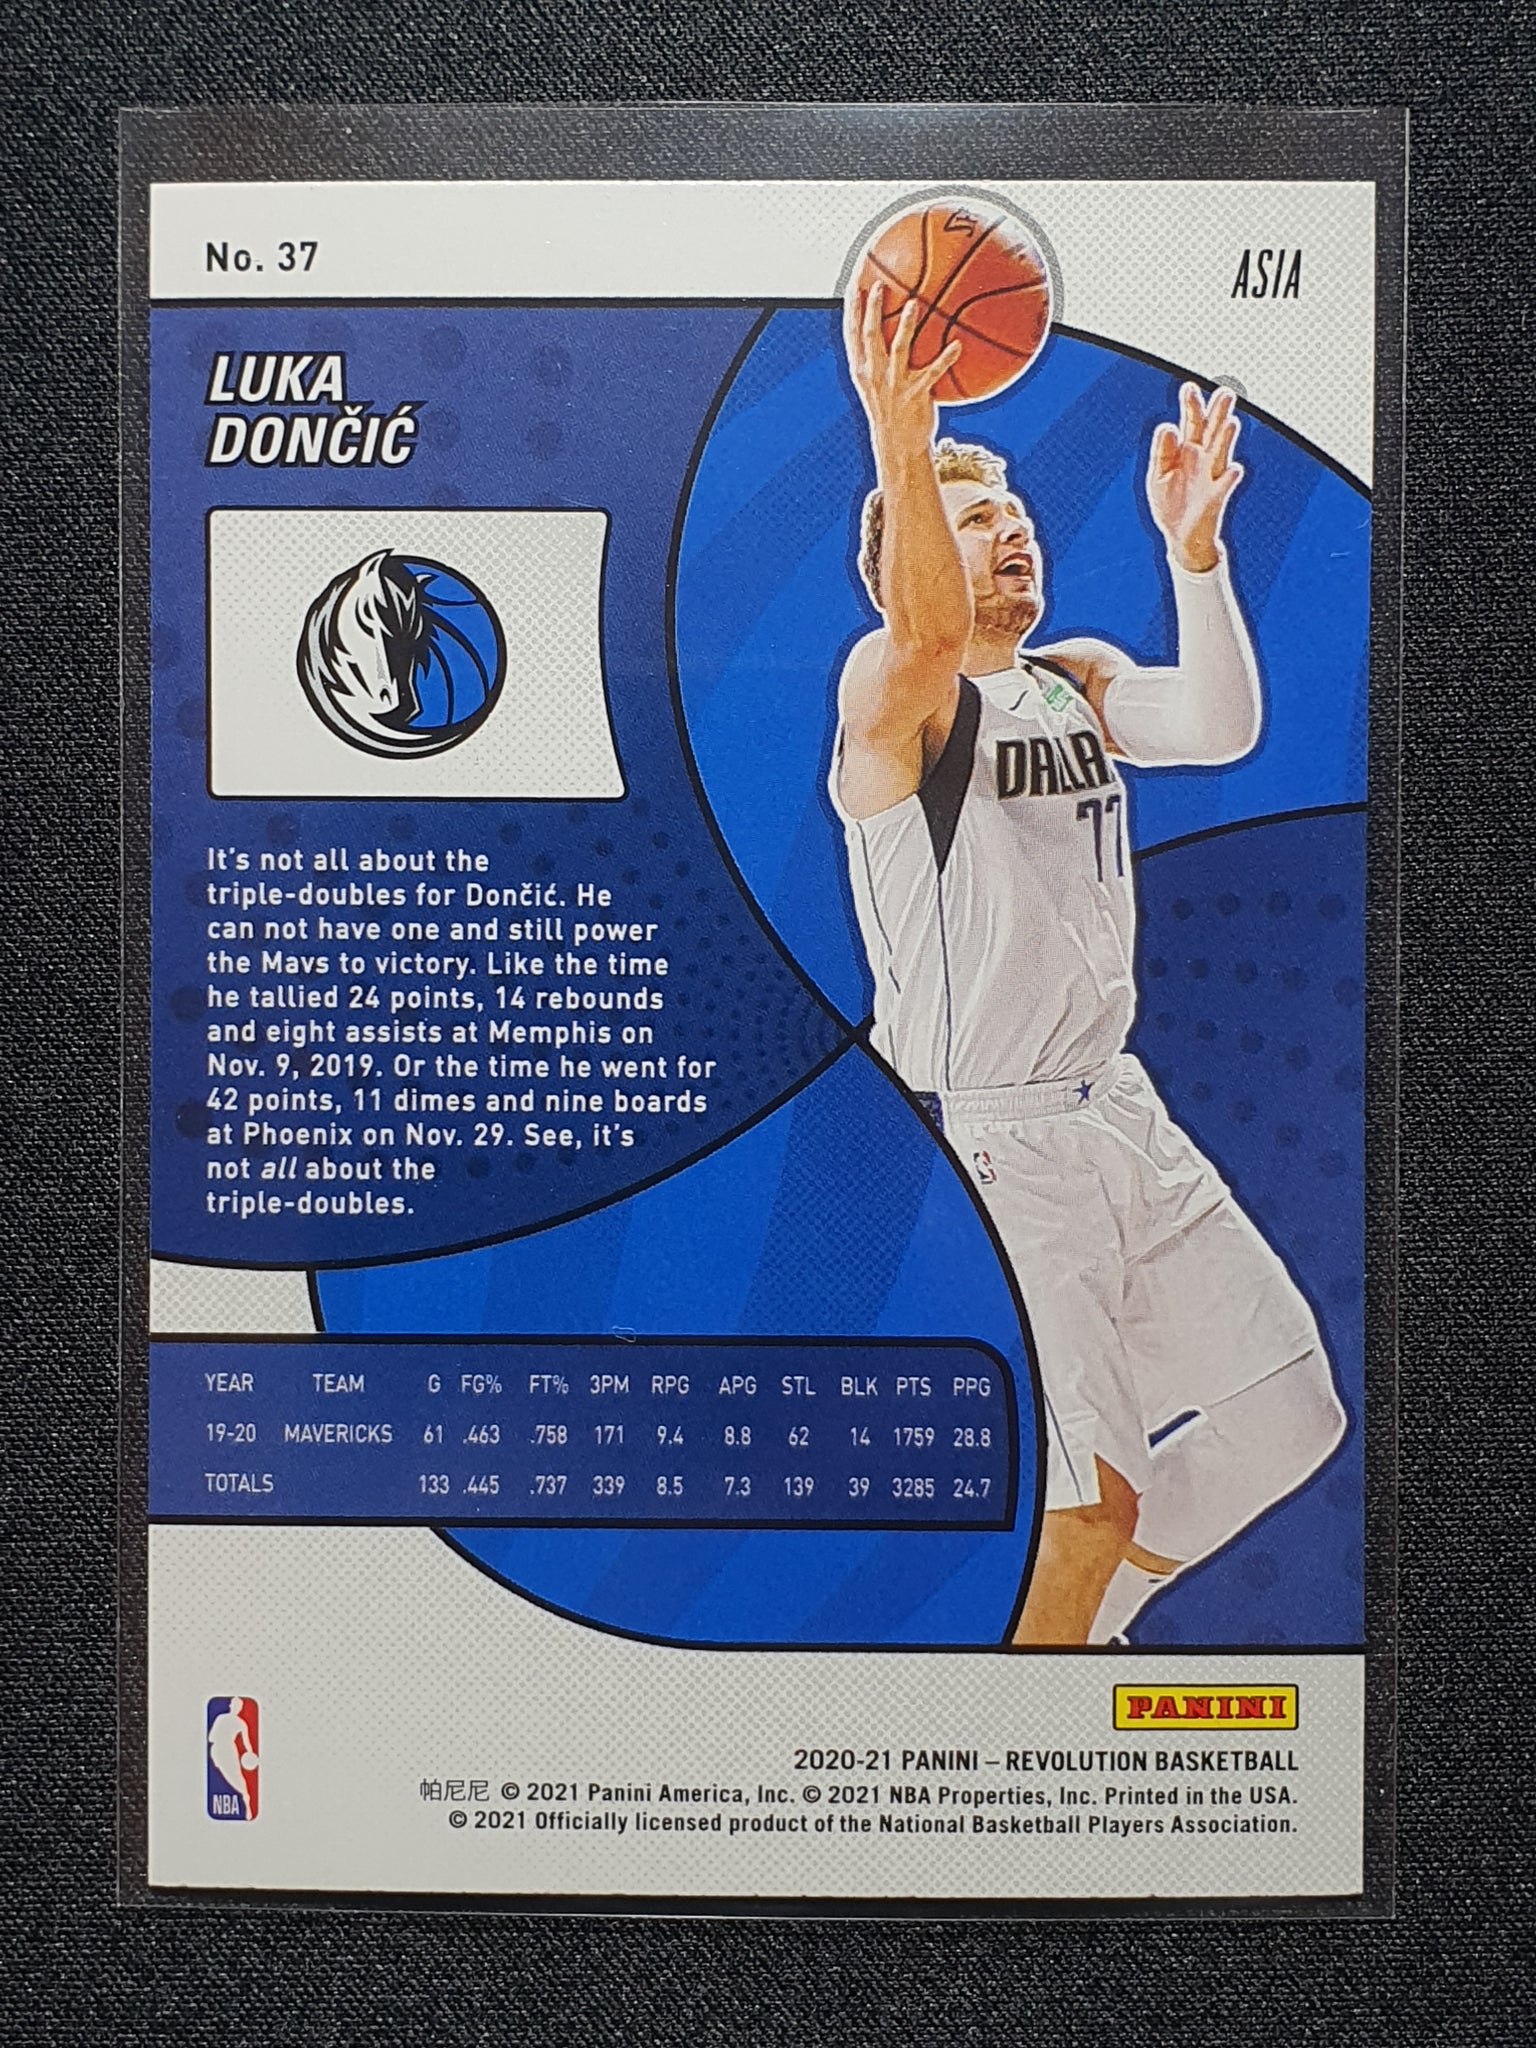 No. 37
ASIA
LUKA
DONČIĆ
It's not all about the
triple-doubles for Dončić. He
can not have one and still power
the Mavs to victory. Like the time
he tallied 24 points, 14 rebounds
and eight assists at Memphis on
Nov. 9, 2019. Or the time he went for
42 points, 11 dimes and nine boards
at Phoenix on Nov. 29. See, it's
not all about the
triple-doubles.
DALLA
77
YEAR TEAM G FG% FT% 3PM RPG APG STL BLK PTS PPG
19-20 MAVERICKS 61 .463 .758 171 9.4 8.8 62 14 1759 28.8
TOTALS 133 .445 .737 339 8.5 7.3 139 39 3285 24.7
NBA
PANINI
2020-21 PANINI – REVOLUTION BASKETBALL
帕尼尼 © 2021 Panini America, Inc. © 2021 NBA Properties, Inc. Printed in the USA.
© 2021 Officially licensed product of the National Basketball Players Association.